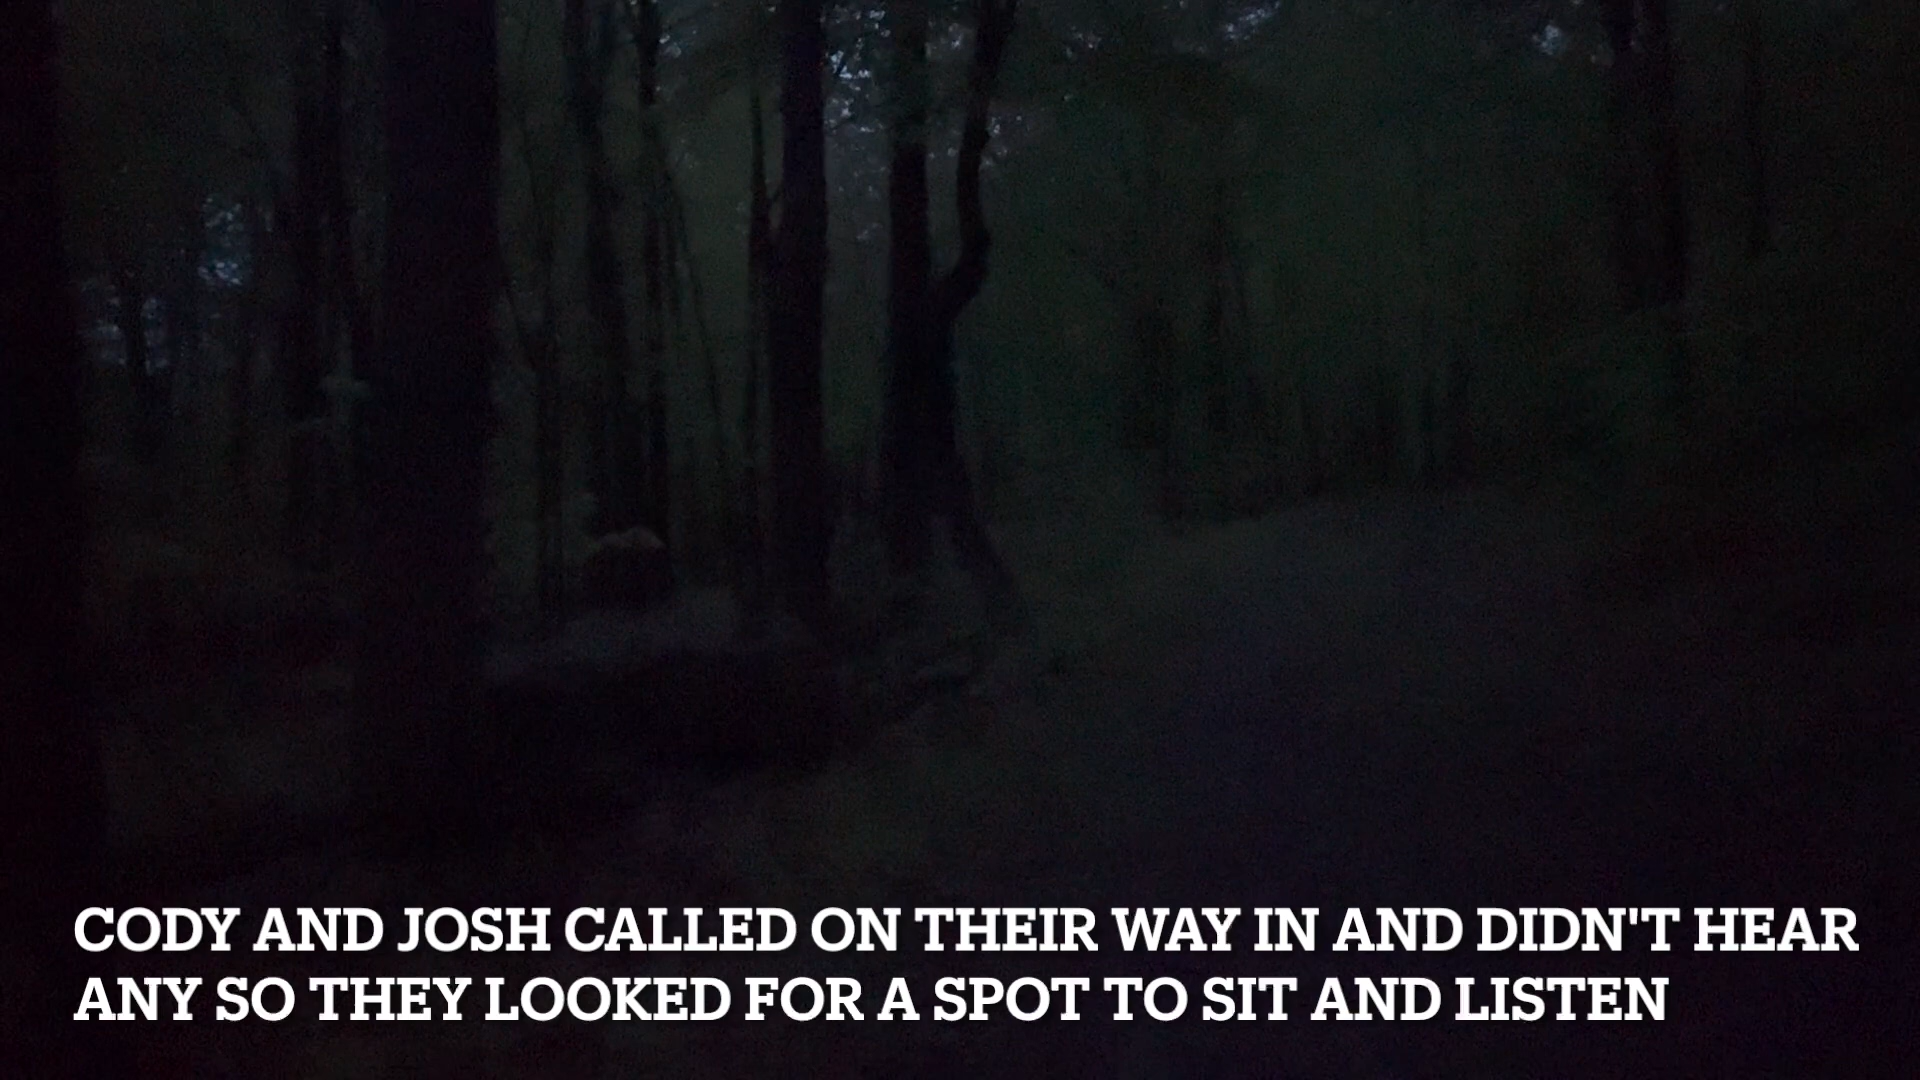 CODY AND JOSH CALLED ON THEIR WAY IN AND DIDN'T HEAR
ANY SO THEY LOOKED FOR A SPOT TO SIT AND LISTEN